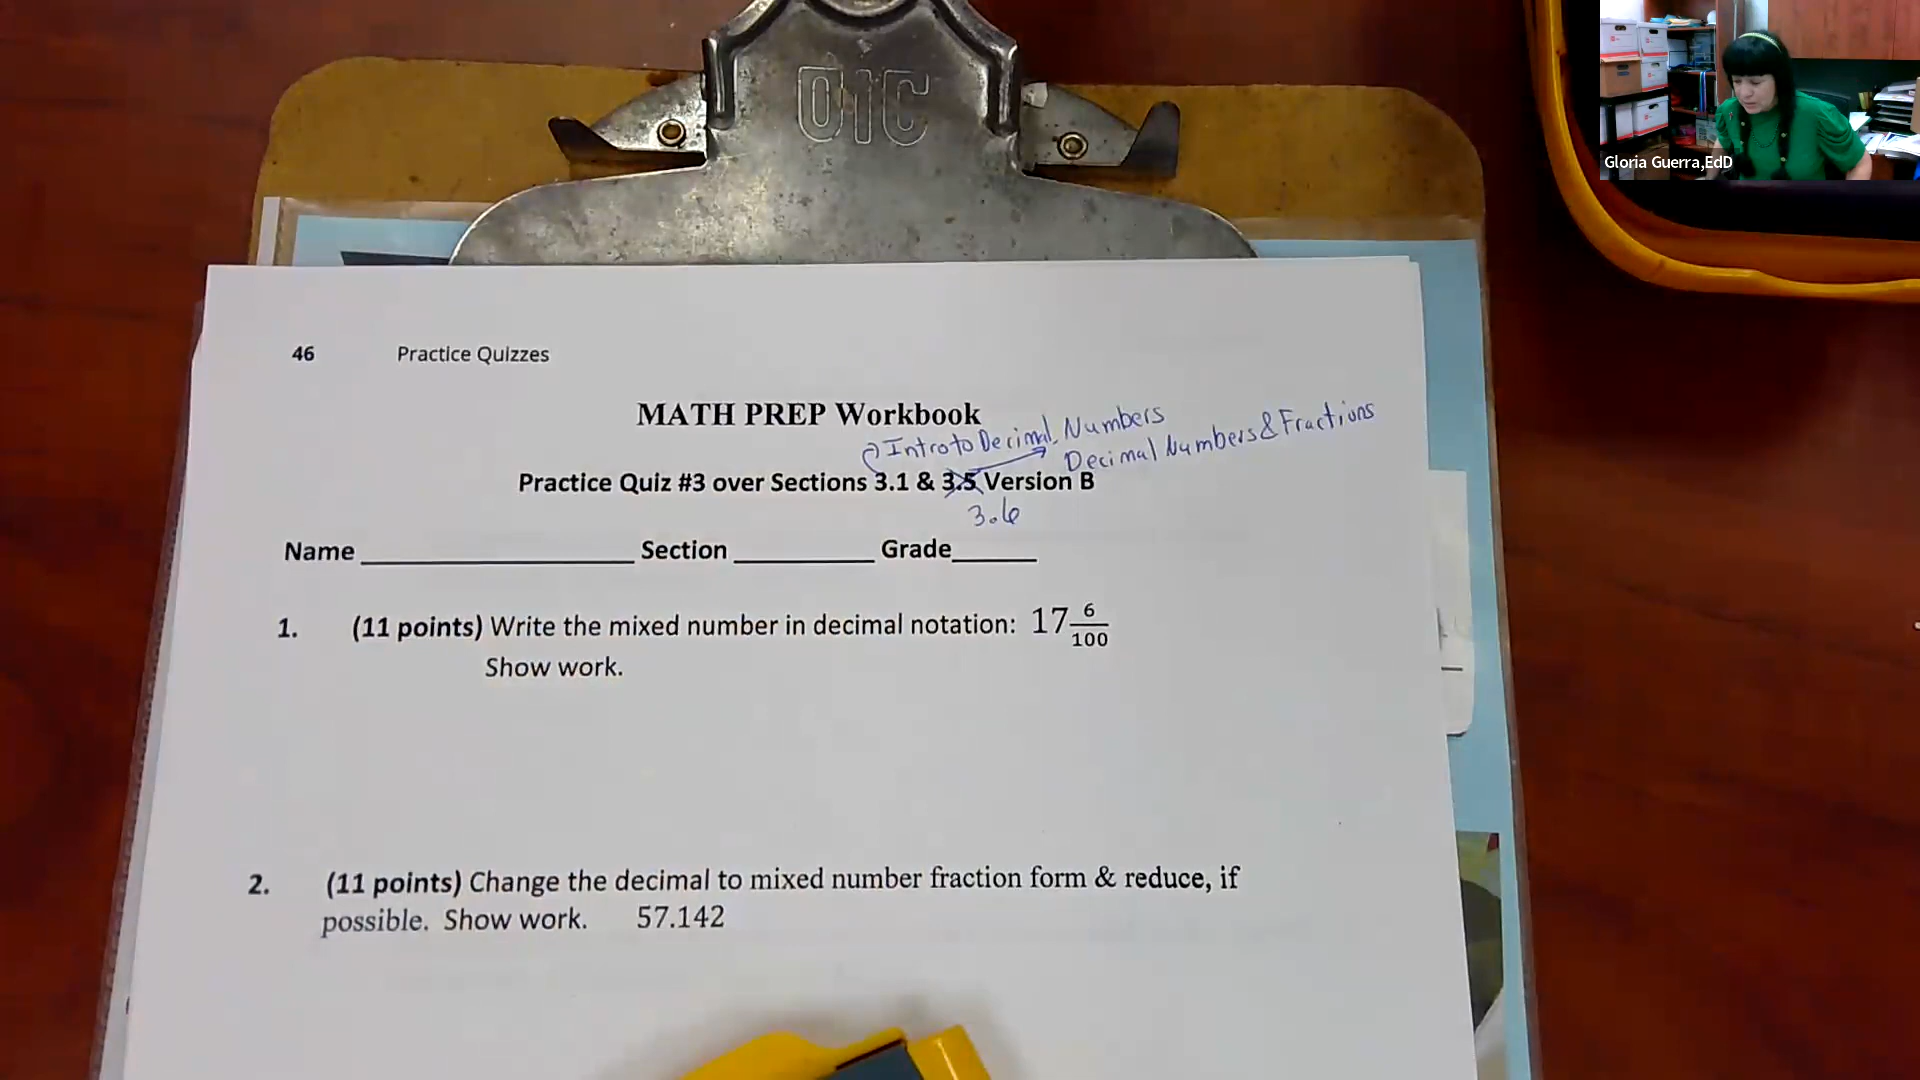 OIC
Gloria Guerra,EdD
46 Practice Quizzes
MATH PREP Workbook
Intro to Decimal Numbers
Decimal Numbers & Fractions
Practice Quiz #3 over Sections 3.1 & 3.5 Version B
3.6
Name Section Grade
1. (11 points) Write the mixed number in decimal notation: 17 6/100
Show work.
2. (11 points) Change the decimal to mixed number fraction form & reduce, if
possible. Show work. 57.142